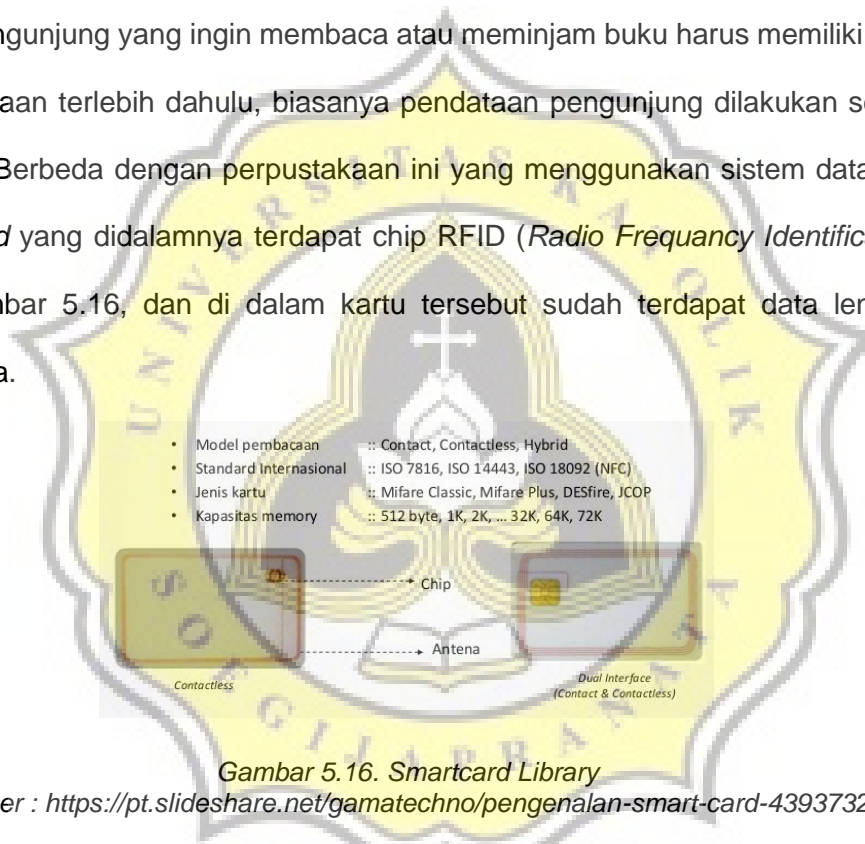 ngunjung yang ingin membaca atau meminjam buku harus memiliki
aan terlebih dahulu, biasanya pendataan pengunjung dilakukan se
Berbeda dengan perpustakaan ini yang menggunakan sistem data
d yang didalamnya terdapat chip RFID (Radio Frequancy Identific
bar 5.16, dan di dalam kartu tersebut sudah terdapat data len
a.
UNIVERSITAS KATOLIK
• Model pembacaan :: Contact, Contactless, Hybrid
• Standard Internasional :: ISO 7816, ISO 14443, ISO 18092 (NFC)
• Jenis kartu :: Mifare Classic, Mifare Plus, DESfire, JCOP
• Kapasitas memory :: 512 byte, 1K, 2K, ... 32K, 64K, 72K
Chip
Antena
Contactless
Dual Interface
(Contact & Contactless)
SOEGIJAPRANATA
Gambar 5.16. Smartcard Library
er : https://pt.slideshare.net/gamatechno/pengenalan-smart-card-4393732